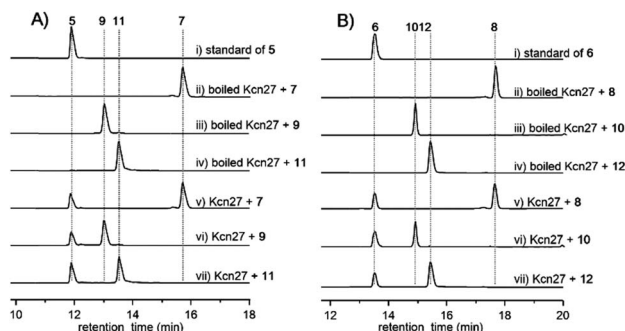 A)
5 9 11 7
i) standard of 5
ii) boiled Kcn27 + 7
iii) boiled Kcn27 + 9
iv) boiled Kcn27 + 11
v) Kcn27 + 7
vi) Kcn27 + 9
vii) Kcn27 + 11
10 12 14 16 18
retention time (min)
B)
6 10 12 8
i) standard of 6
ii) boiled Kcn27 + 8
iii) boiled Kcn27 + 10
iv) boiled Kcn27 + 12
v) Kcn27 + 8
vi) Kcn27 + 10
vii) Kcn27 + 12
12 14 16 18 20
retention time (min)